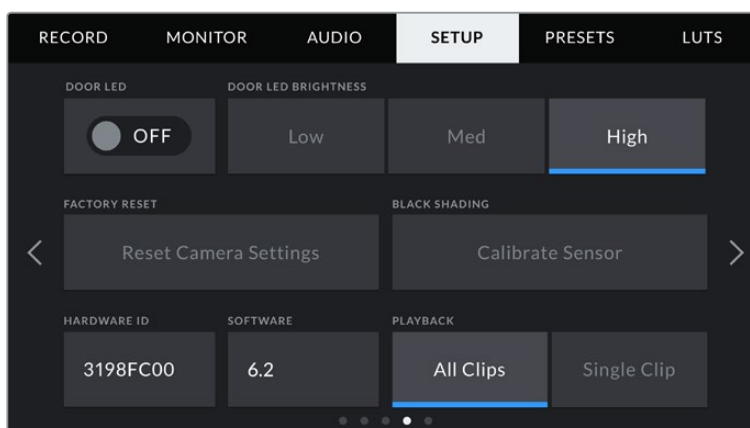 RECORD MONITOR AUDIO SETUP PRESETS LUTS
DOOR LED DOOR LED BRIGHTNESS
OFF Low Med High
FACTORY RESET BLACK SHADING
Reset Camera Settings Calibrate Sensor
HARDWARE ID SOFTWARE PLAYBACK
3198FC00 6.2 All Clips Single Clip